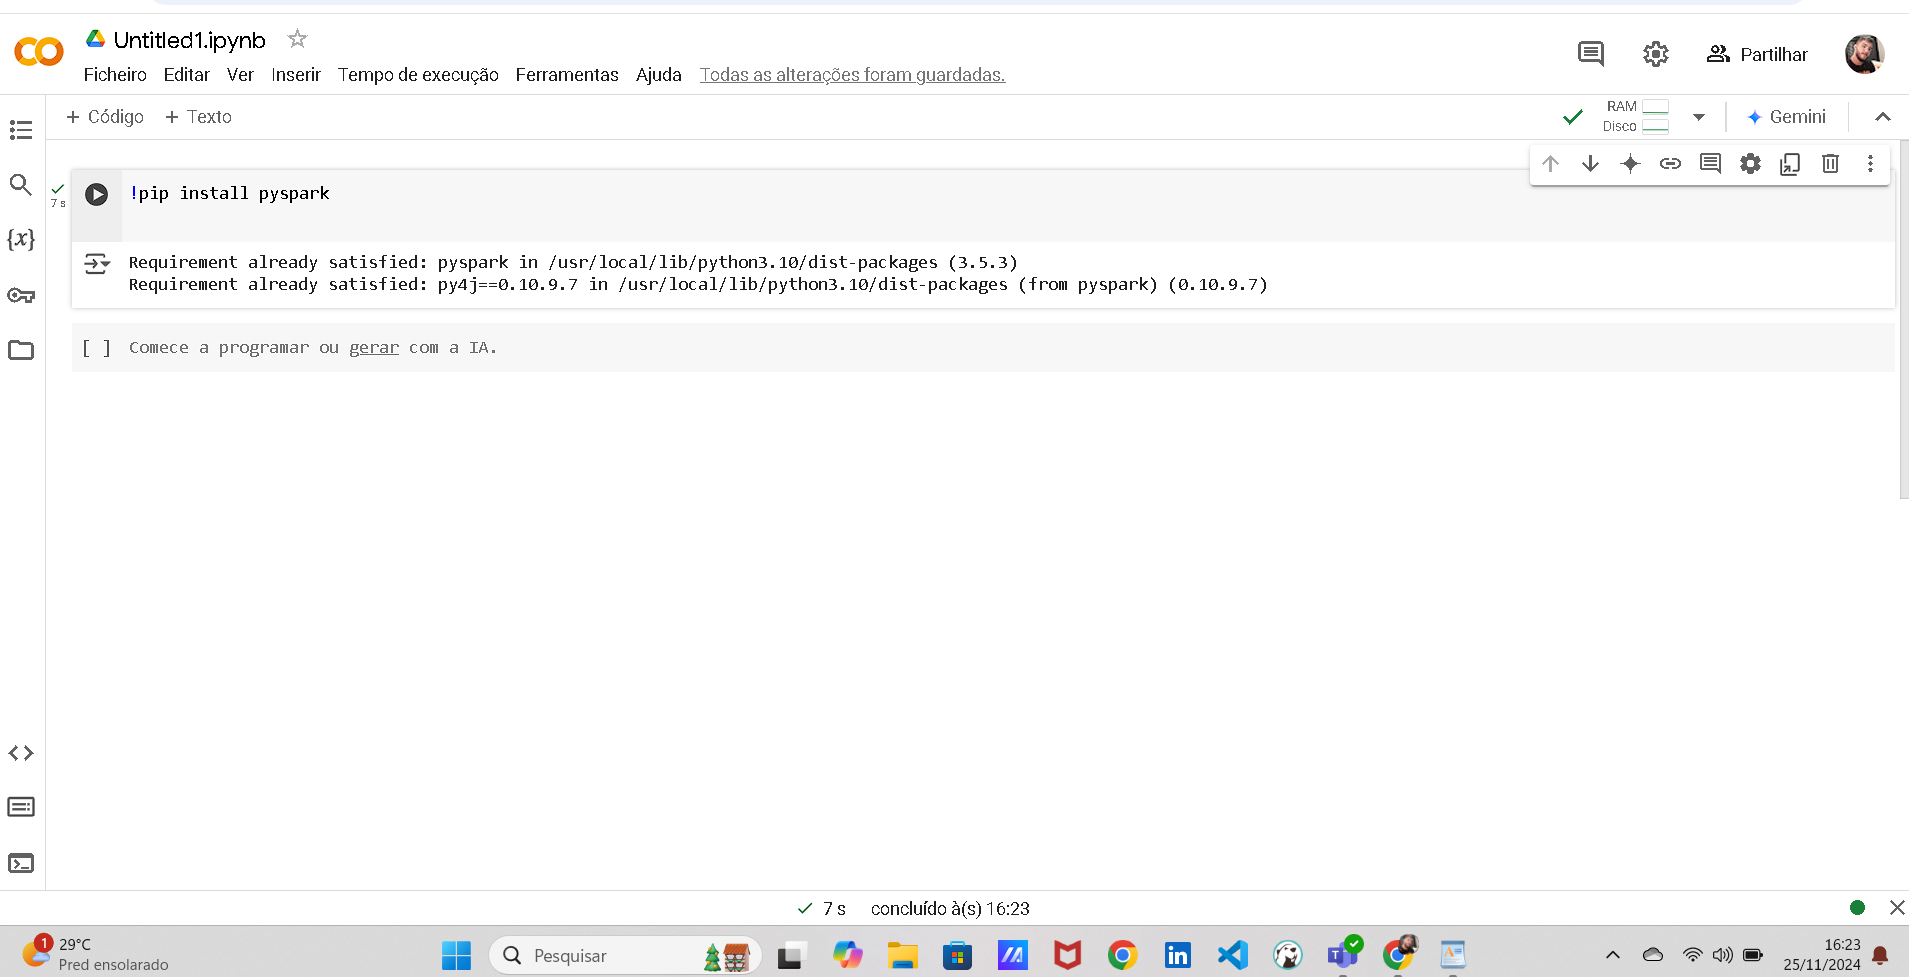 Untitled1.ipynb
Ficheiro Editar Ver Inserir Tempo de execução Ferramentas Ajuda Todas as alterações foram guardadas.
Partilhar
+ Código + Texto
RAM
Disco
Gemini
7 s
!pip install pyspark
Requirement already satisfied: pyspark in /usr/local/lib/python3.10/dist-packages (3.5.3)
Requirement already satisfied: py4j==0.10.9.7 in /usr/local/lib/python3.10/dist-packages (from pyspark) (0.10.9.7)
[ ] Comece a programar ou gerar com a IA.
{x}
7 s concluído à(s) 16:23
1
29°C
Pred ensolarado
Pesquisar
in
T
16:23
25/11/2024